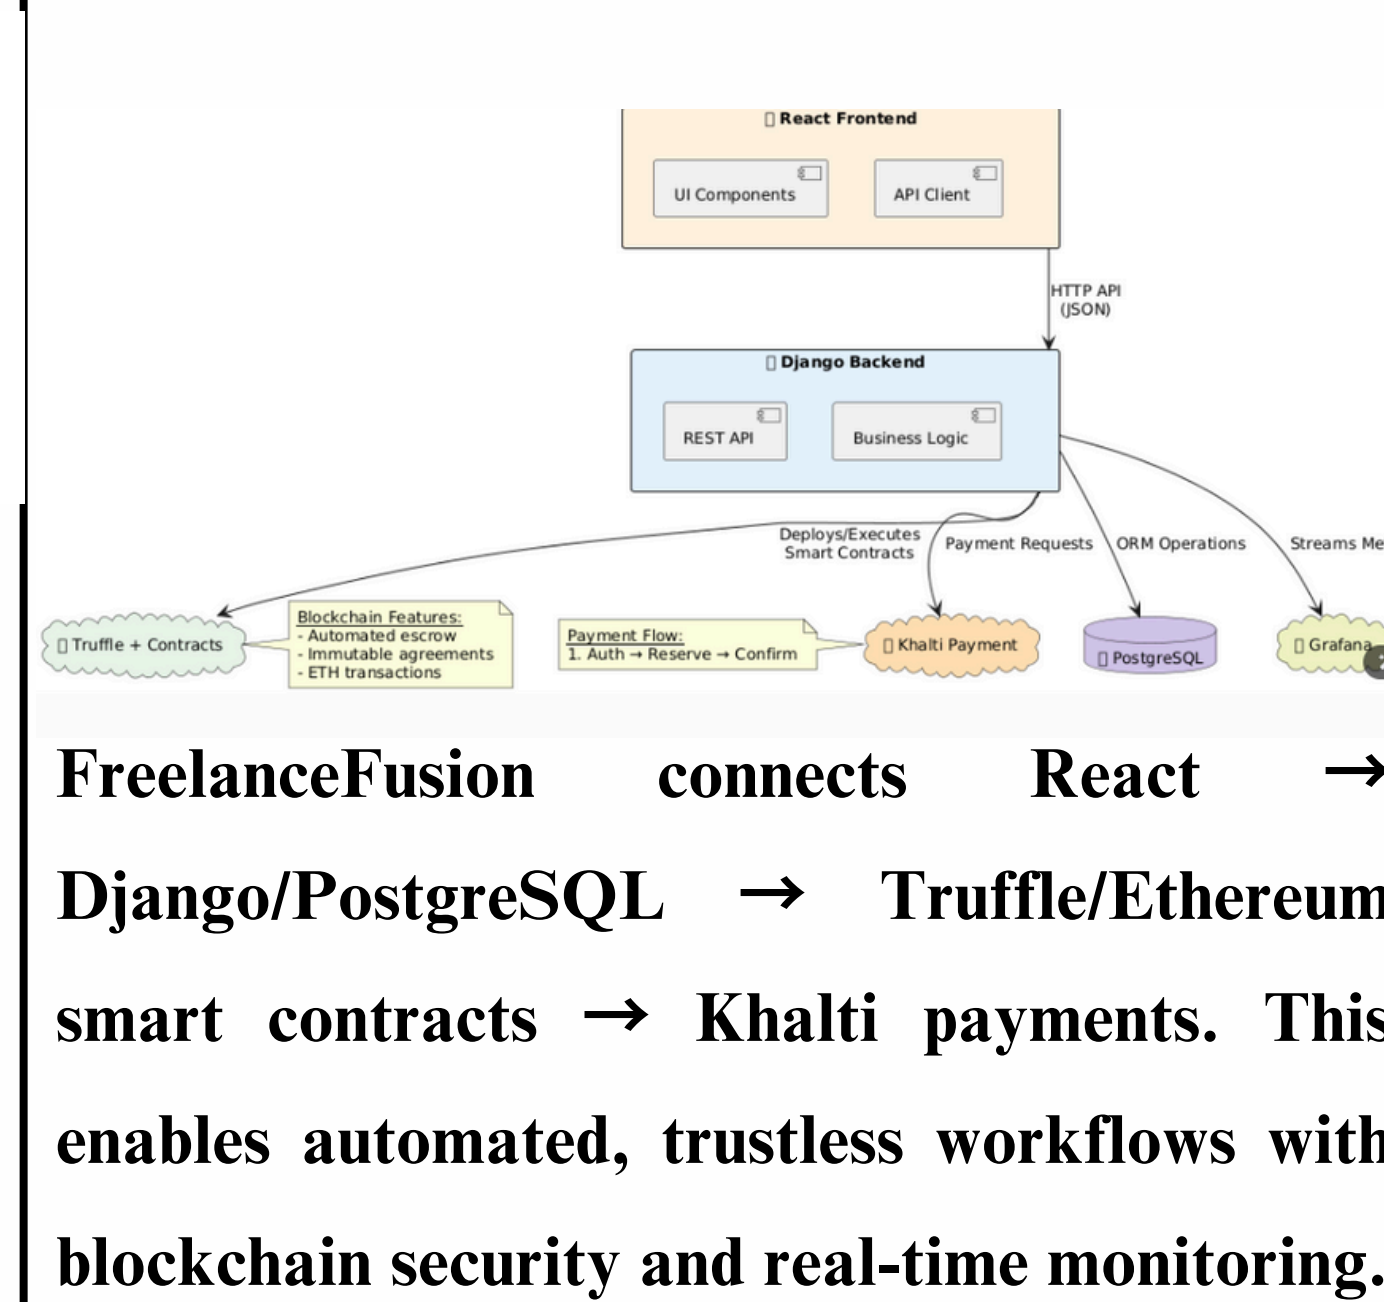 React Frontend
UI Components
API Client
HTTP API
(JSON)
Django Backend
REST API
Business Logic
Deploys/Executes
Smart Contracts
Payment Requests
ORM Operations
Streams Me
Truffle + Contracts
Blockchain Features:
- Automated escrow
- Immutable agreements
- ETH transactions
Payment Flow:
1. Auth → Reserve → Confirm
Khalti Payment
PostgreSQL
Grafana
FreelanceFusion connects React →
Django/PostgreSQL → Truffle/Ethereum
smart contracts → Khalti payments. This
enables automated, trustless workflows with
blockchain security and real-time monitoring.